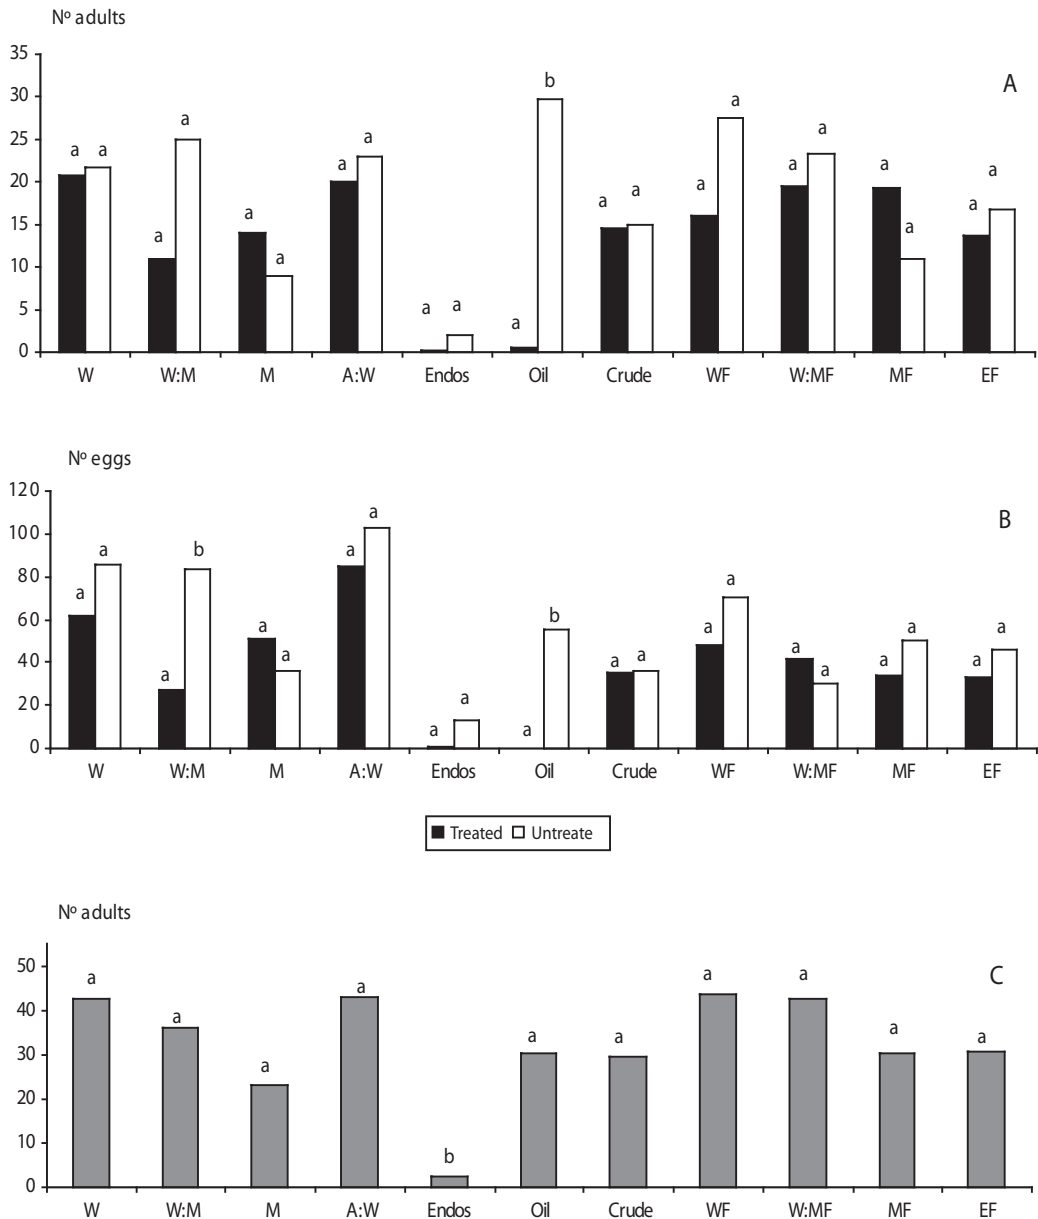 Nº adults
35
30
25
20
15
10
5
0
A
a a a a a a a a a a a b a a a a a a a a a a
W W:M M A:W Endos Oil Crude WF W:MF MF EF
Nº eggs
120
100
80
60
40
20
0
B
a a a b a a a a a a a b a a a a a a a a a a
W W:M M A:W Endos Oil Crude WF W:MF MF EF
Treated Untreate
Nº adults
50
40
30
20
10
0
C
a a a a b a a a a a a
W W:M M A:W Endos Oil Crude WF W:MF MF EF